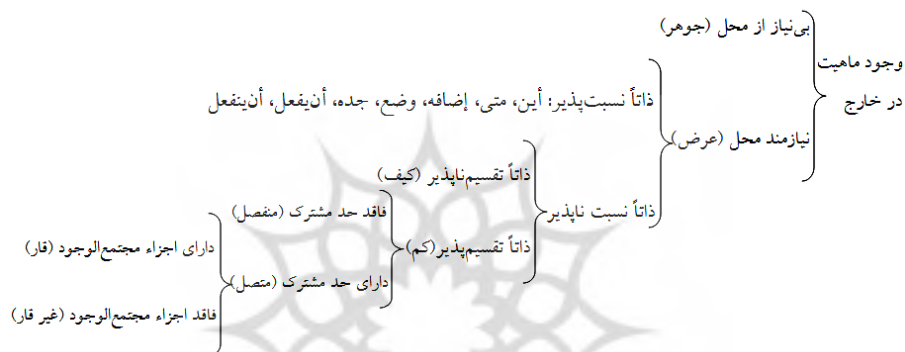 بی‌نیاز از محل (جوهر)
وجود ماهیت
در خارج
ذاتاً نسبت‌پذیر: أین، متی، إضافه، وضع، جده، أن‌یفعل، أن‌ینفعل
نیازمند محل (عرض)
ذاتاً تقسیم‌ناپذیر (کیف)
ذاتاً نسبت ناپذیر
فاقد حد مشترک (منفصل)
ذاتاً تقسیم‌پذیر(کم)
دارای اجزاء مجتمع‌الوجود (قار)
دارای حد مشترک (متصل)
فاقد اجزاء مجتمع‌الوجود (غیر قار)